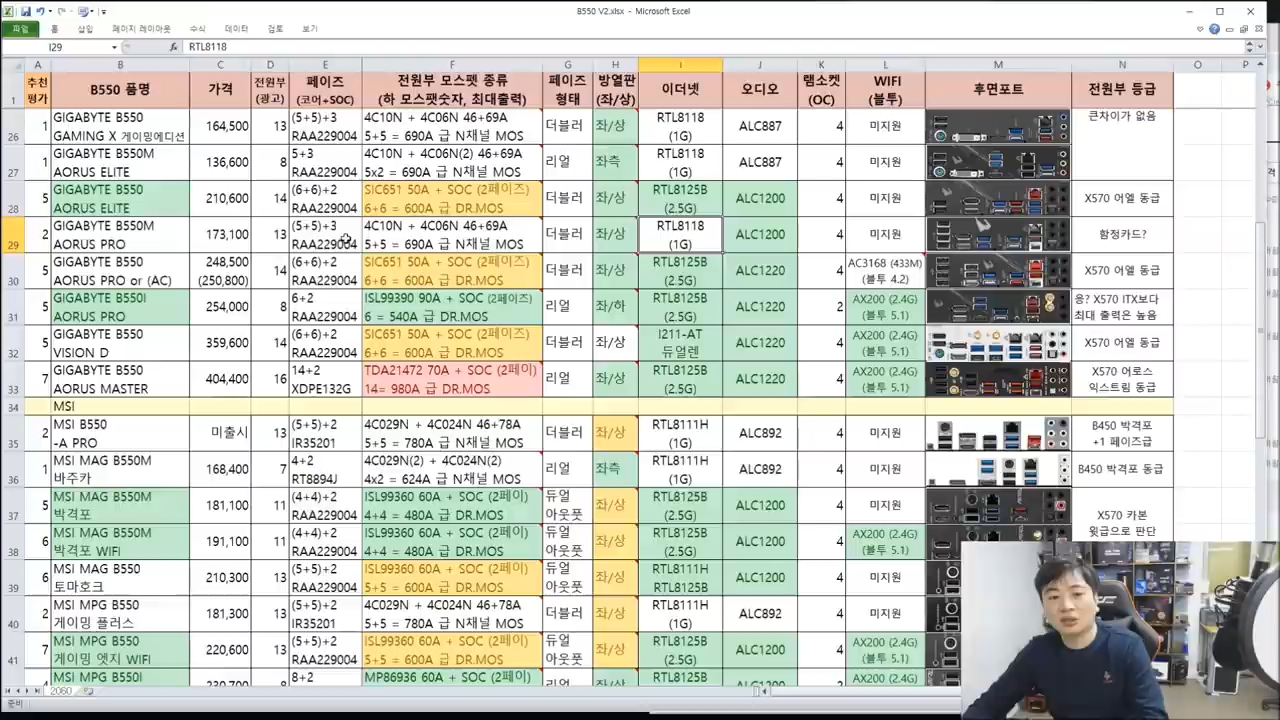 B550 V2.xlsx - Microsoft Excel
파일 홈 삽입 페이지 레이아웃 수식 데이터 검토 보기
I29 fx RTL8118
A B C D E F G H I J K L M N O P
1 추천 평가 B550 품명 가격 전원부 (광고) 페이즈 (코어+SOC) 전원부 모스펫 종류 (하 모스펫숫자, 최대출력) 페이즈 형태 방열판 (좌/상) 이더넷 오디오 램소켓 (OC) WIFI (블투) 후면포트 전원부 등급
26 1 GIGABYTE B550 GAMING X 게이밍에디션 164,500 13 (5+5)+3 RAA229004 4C10N + 4C06N 46+69A 5+5 = 690A 급 N채널 MOS 더블러 좌/상 RTL8118 (1G) ALC887 4 미지원 큰차이가 없음
27 1 GIGABYTE B550M AORUS ELITE 136,600 8 5+3 RAA229004 4C10N + 4C06N(2) 46+69A 5x2 = 690A 급 N채널 MOS 리얼 좌측 RTL8118 (1G) ALC887 4 미지원
28 5 GIGABYTE B550 AORUS ELITE 210,600 14 (6+6)+2 RAA229004 SIC651 50A + SOC (2페이즈) 6+6 = 600A 급 DR.MOS 더블러 좌/상 RTL8125B (2.5G) ALC1200 4 미지원 X570 어엘 동급
29 2 GIGABYTE B550M AORUS PRO 173,100 13 (5+5)+3 RAA229004 4C10N + 4C06N 46+69A 5+5 = 690A 급 N채널 MOS 더블러 좌/상 RTL8118 (1G) ALC1200 4 미지원 함정카드?
30 5 GIGABYTE B550 AORUS PRO or (AC) 248,500 (250,800) 14 (6+6)+2 RAA229004 SIC651 50A + SOC (2페이즈) 6+6 = 600A 급 DR.MOS 더블러 좌/상 RTL8125B (2.5G) ALC1220 4 AC3168 (433M) (블투 4.2) X570 어엘 동급
31 5 GIGABYTE B550I AORUS PRO 254,000 8 6+2 RAA229004 ISL99390 90A + SOC (2페이즈) 6 = 540A 급 DR.MOS 리얼 좌/하 RTL8125B (2.5G) ALC1220 2 AX200 (2.4G) (블투 5.1) 응? X570 ITX보다 최대 출력은 높음
32 5 GIGABYTE B550 VISION D 359,600 14 (6+6)+2 RAA229004 SIC651 50A + SOC (2페이즈) 6+6 = 600A 급 DR.MOS 더블러 좌/상 I211-AT 듀얼렌 ALC1220 4 AX200 (2.4G) (블투 5.1) X570 어엘 동급
33 7 GIGABYTE B550 AORUS MASTER 404,400 16 14+2 XDPE132G TDA21472 70A + SOC (2페이즈) 14= 980A 급 DR.MOS 리얼 좌/상 RTL8125B (2.5G) ALC1220 4 AX200 (2.4G) (블투 5.1) X570 어로스 익스트림 동급
34 MSI
35 2 MSI B550 -A PRO 미출시 13 (5+5)+2 IR35201 4C029N + 4C024N 46+78A 5+5 = 780A 급 N채널 MOS 더블러 좌/상 RTL8111H (1G) ALC892 4 미지원 B450 박격포 +1 페이즈급
36 1 MSI MAG B550M 바주카 168,400 7 4+2 RT8894J 4C029N(2) + 4C024N(2) 4x2 = 624A 급 N채널 MOS 리얼 좌측 RTL8111H (1G) ALC892 4 미지원 B450 박격포 동급
37 5 MSI MAG B550M 박격포 181,100 11 (4+4)+2 RAA229004 ISL99360 60A + SOC (2페이 4+4 = 480A 급 DR.MOS 듀얼 아웃풋 좌/상 RTL8125B (2.5G) ALC1200 4 미지원 X570 카본 윗급으로 판단
38 6 MSI MAG B550M 박격포 WIFI 191,100 11 (4+4)+2 RAA229004 ISL99360 60A + SOC (2페이 4+4 = 480A 급 DR.MOS 듀얼 아웃풋 좌/상 RTL8125B (2.5G) ALC1200 4 AX200 (2.4G) (블투 5.1)
39 6 MSI MAG B550 토마호크 210,300 13 (5+5)+2 RAA229004 ISL99360 60A + SOC (2페이 5+5 = 600A 급 DR.MOS 듀얼 아웃풋 좌/상 RTL8111H RTL8125B ALC1200 4 미지원
40 2 MSI MPG B550 게이밍 플러스 181,300 13 (5+5)+2 IR35201 4C029N + 4C024N 46+78A 5+5 = 780A 급 N채널 MOS 더블러 좌/상 RTL8111H (1G) ALC892 4 미지원
41 7 MSI MPG B550 게이밍 엣지 WIFI 220,600 13 (5+5)+2 RAA229004 ISL99360 60A + SOC (2페이 5+5 = 600A 급 DR.MOS 듀얼 아웃풋 좌/상 RTL8125B (2.5G) ALC1200 4 AX200 (2.4G) (블투 5.1)
MSI MPG B550I 8+2 MP86936 60A + SOC (2페이 RTL8125B AX200 (2.4G)
2060
준비